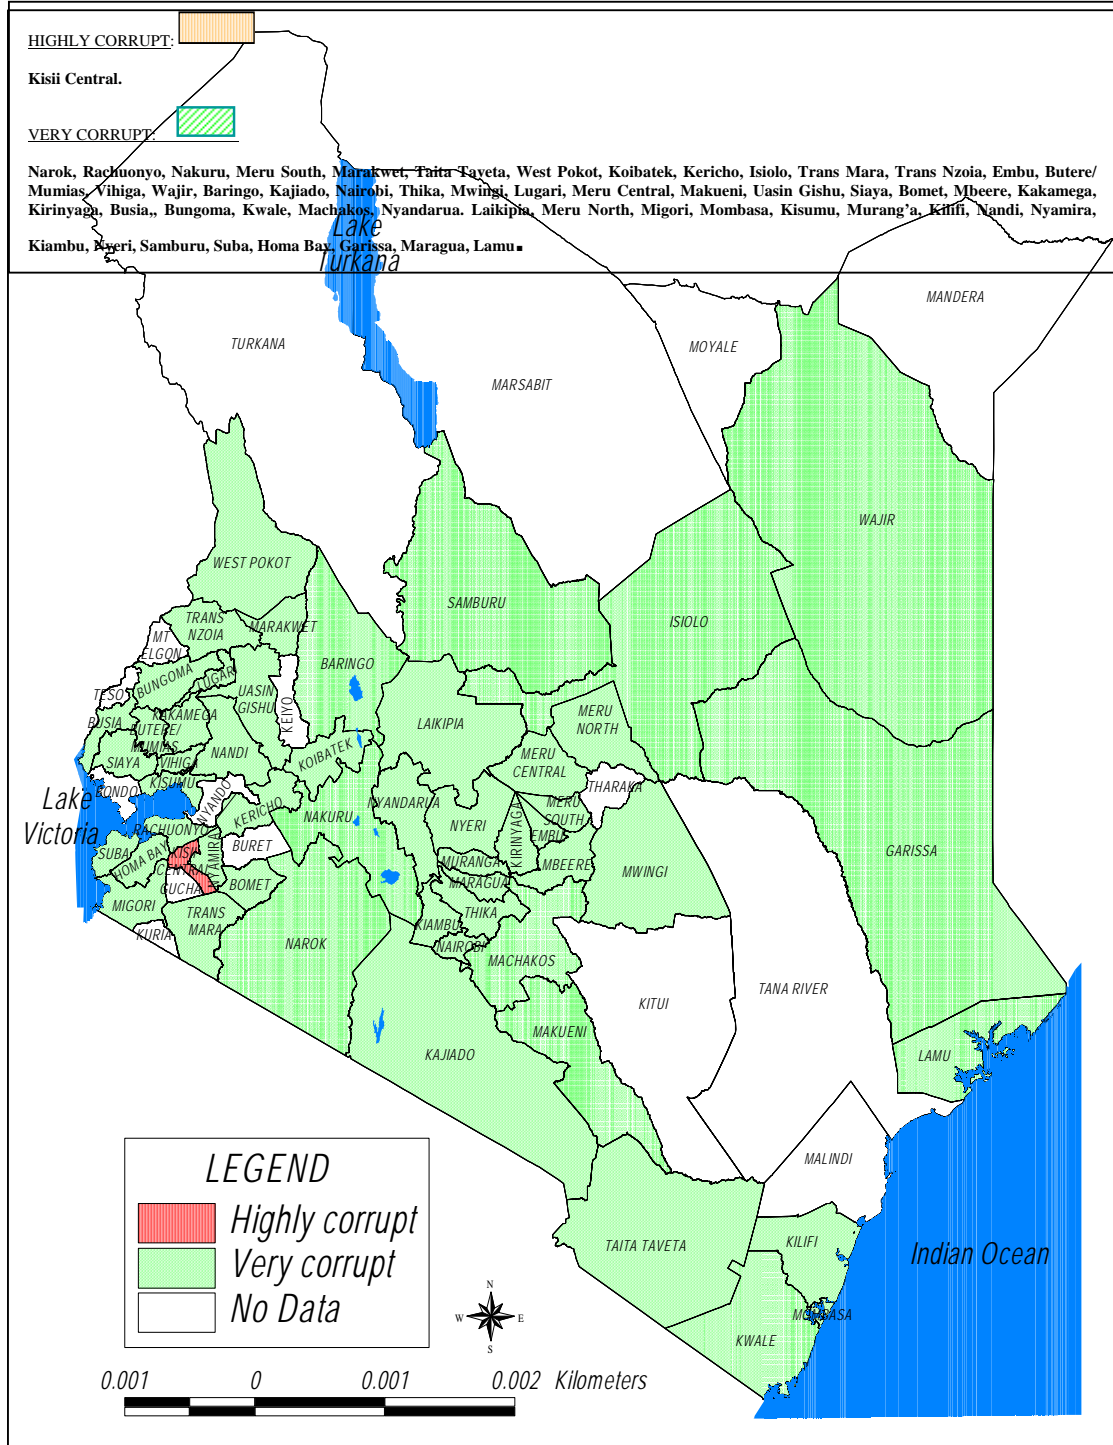 HIGHLY CORRUPT:
Kisii Central.
VERY CORRUPT:
Narok, Rachuonyo, Nakuru, Meru South, Marakwet, Taita Taveta, West Pokot, Koibatek, Kericho, Isiolo, Trans Mara, Trans Nzoia, Embu, Butere/
Mumias, Vihiga, Wajir, Baringo, Kajiado, Nairobi, Thika, Mwingi, Lugari, Meru Central, Makueni, Uasin Gishu, Siaya, Bomet, Mbeere, Kakamega,
Kirinyaga, Busia,, Bungoma, Kwale, Machakos, Nyandarua. Laikipia, Meru North, Migori, Mombasa, Kisumu, Murang’a, Kilifi, Nandi, Nyamira,
Kiambu, Nyeri, Samburu, Suba, Homa Bay, Garissa, Maragua, Lamu.
Lake
Turkana
MANDERA
TURKANA
MOYALE
MARSABIT
WAJIR
WEST POKOT
SAMBURU
ISIOLO
TRANS
NZOIA
MARAKWET
MT
ELGON
BARINGO
BUNGOMA
LUGARI
TESO
UASIN
GISHU
KEIYO
BUSIA
KAKAMEGA
BUTERE/
MUMIAS
LAIKIPIA
MERU
NORTH
NANDI
KOIBATEK
SIAYA
VIHIGA
MERU
CENTRAL
KISUMU
BONDO
THARAKA
NYANDO
Lake
Victoria
NYANDARUA
KERICHO
NAKURU
MERU
SOUTH
NYERI
KIRINYAGA
EMBU
RACHUONYO
NYAMIRA
BURET
SUBA
HOMA BAY
KISII
CENTRAL
GUCHA
BOMET
MURANGA
MBEERE
MWINGI
GARISSA
MARAGUA
MIGORI
TRANS
MARA
THIKA
KIAMBU
KURIA
NAROK
NAIROBI
MACHAKOS
TANA RIVER
KITUI
MAKUENI
KAJIADO
LAMU
MALINDI
LEGEND
Highly corrupt
Very corrupt
No Data
TAITA TAVETA
KILIFI
Indian Ocean
MOMBASA
KWALE
N
W
E
S
0.001 0 0.001 0.002 Kilometers